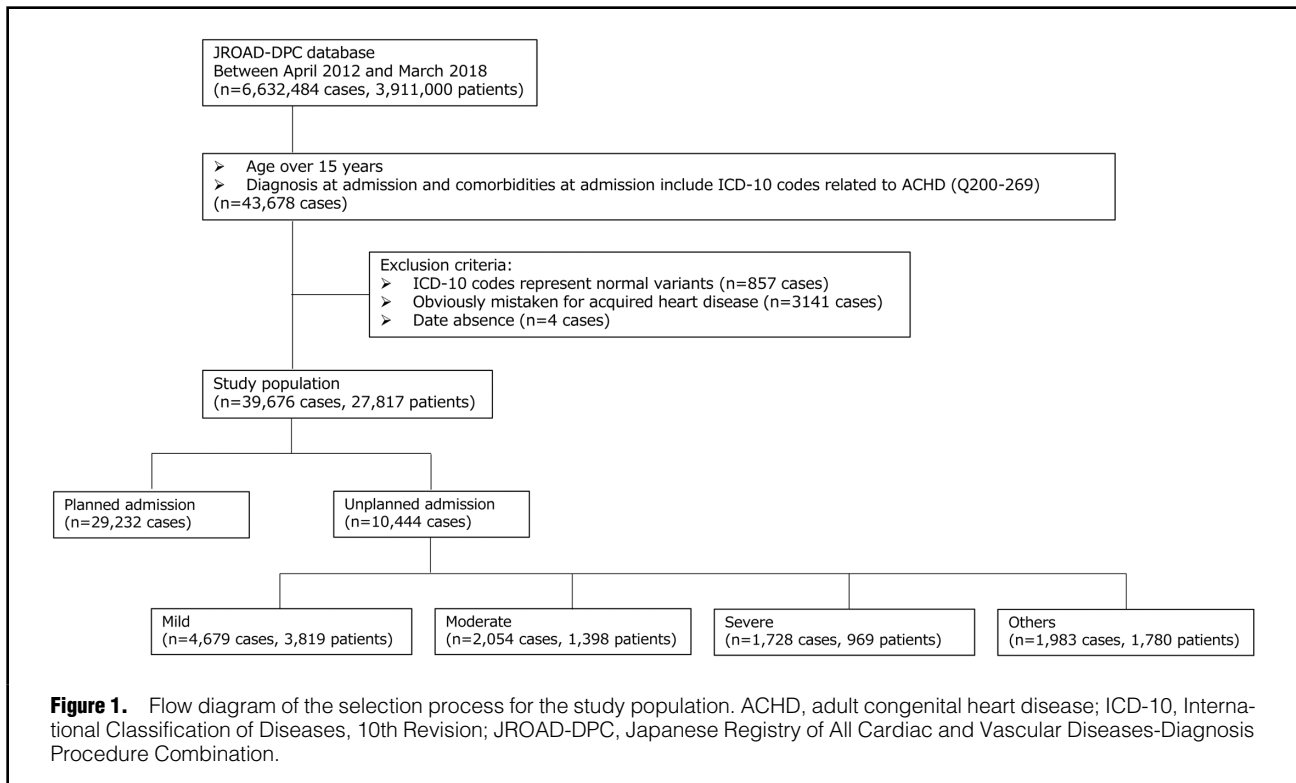 JROAD-DPC database
Between April 2012 and March 2018
(n=6,632,484 cases, 3,911,000 patients)
➢ Age over 15 years
➢ Diagnosis at admission and comorbidities at admission include ICD-10 codes related to ACHD (Q200-269)
(n=43,678 cases)
Exclusion criteria:
➢ ICD-10 codes represent normal variants (n=857 cases)
➢ Obviously mistaken for acquired heart disease (n=3141 cases)
➢ Date absence (n=4 cases)
Study population
(n=39,676 cases, 27,817 patients)
Planned admission
(n=29,232 cases)
Unplanned admission
(n=10,444 cases)
Mild
(n=4,679 cases, 3,819 patients)
Moderate
(n=2,054 cases, 1,398 patients)
Severe
(n=1,728 cases, 969 patients)
Others
(n=1,983 cases, 1,780 patients)
Figure 1. Flow diagram of the selection process for the study population. ACHD, adult congenital heart disease; ICD-10, Interna-
tional Classification of Diseases, 10th Revision; JROAD-DPC, Japanese Registry of All Cardiac and Vascular Diseases-Diagnosis
Procedure Combination.